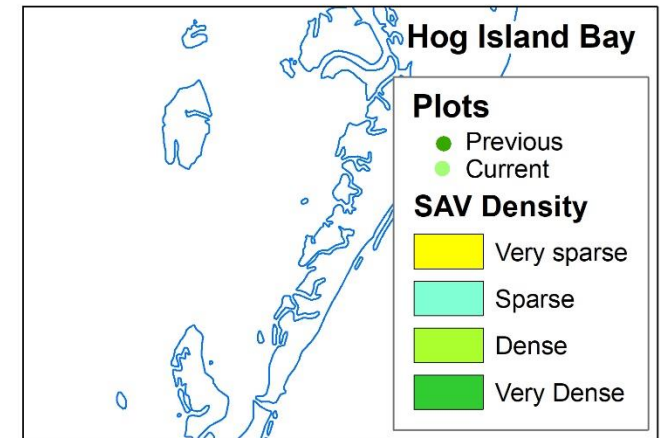 Hog Island Bay
Plots
Previous
Current
SAV Density
Very sparse
Sparse
Dense
Very Dense